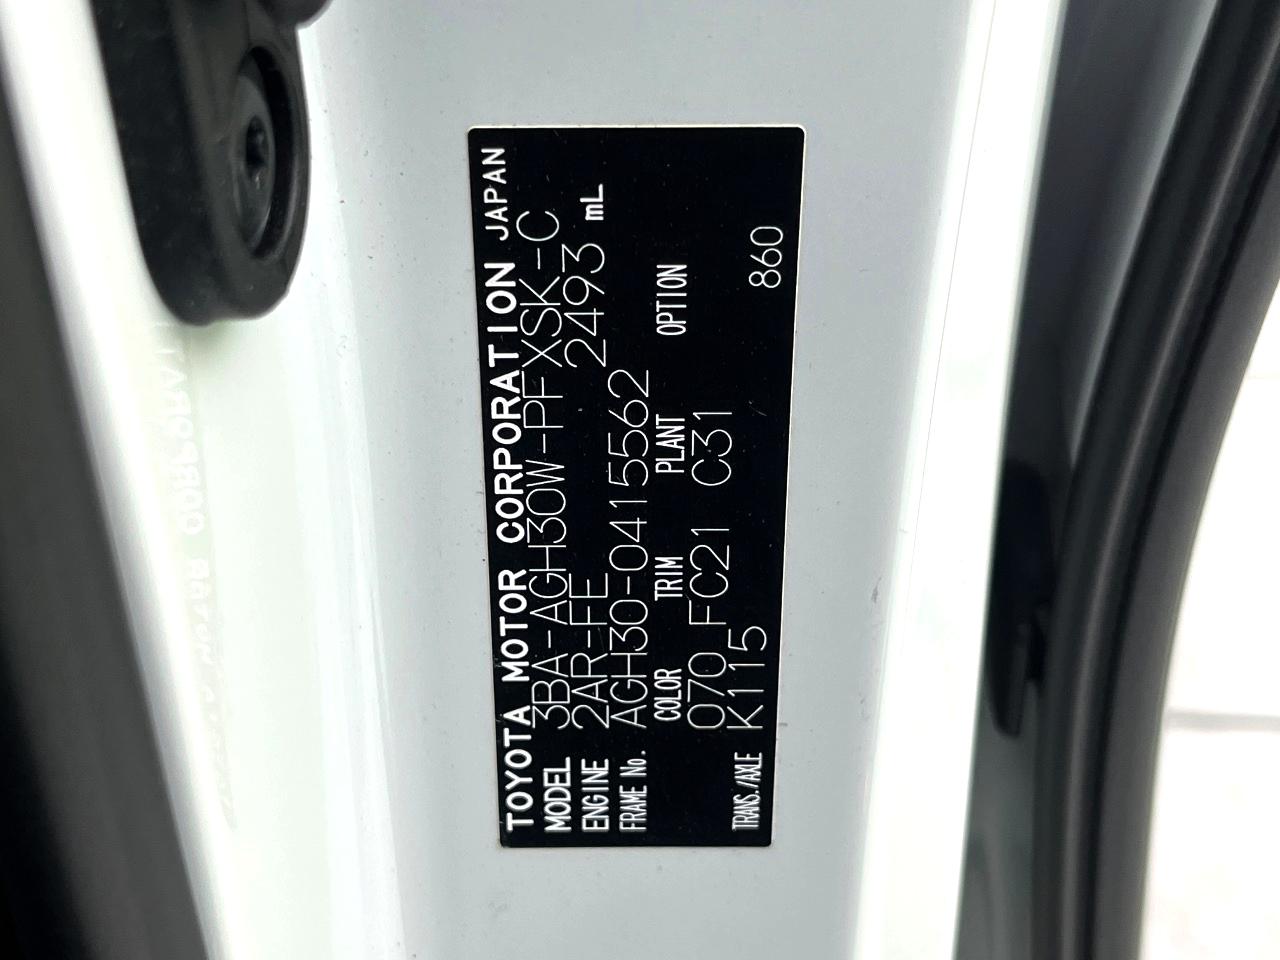 TOYOTA MOTOR CORPORATION JAPAN
MODEL 3BA-AGH30W-PFXSK-C
ENGINE 2AR-FE 2493 mL
FRAME No. AGH30-0415562
COLOR TRIM PLANT OPTION
070 FC21 C31
TRANS./AXLE K115 860